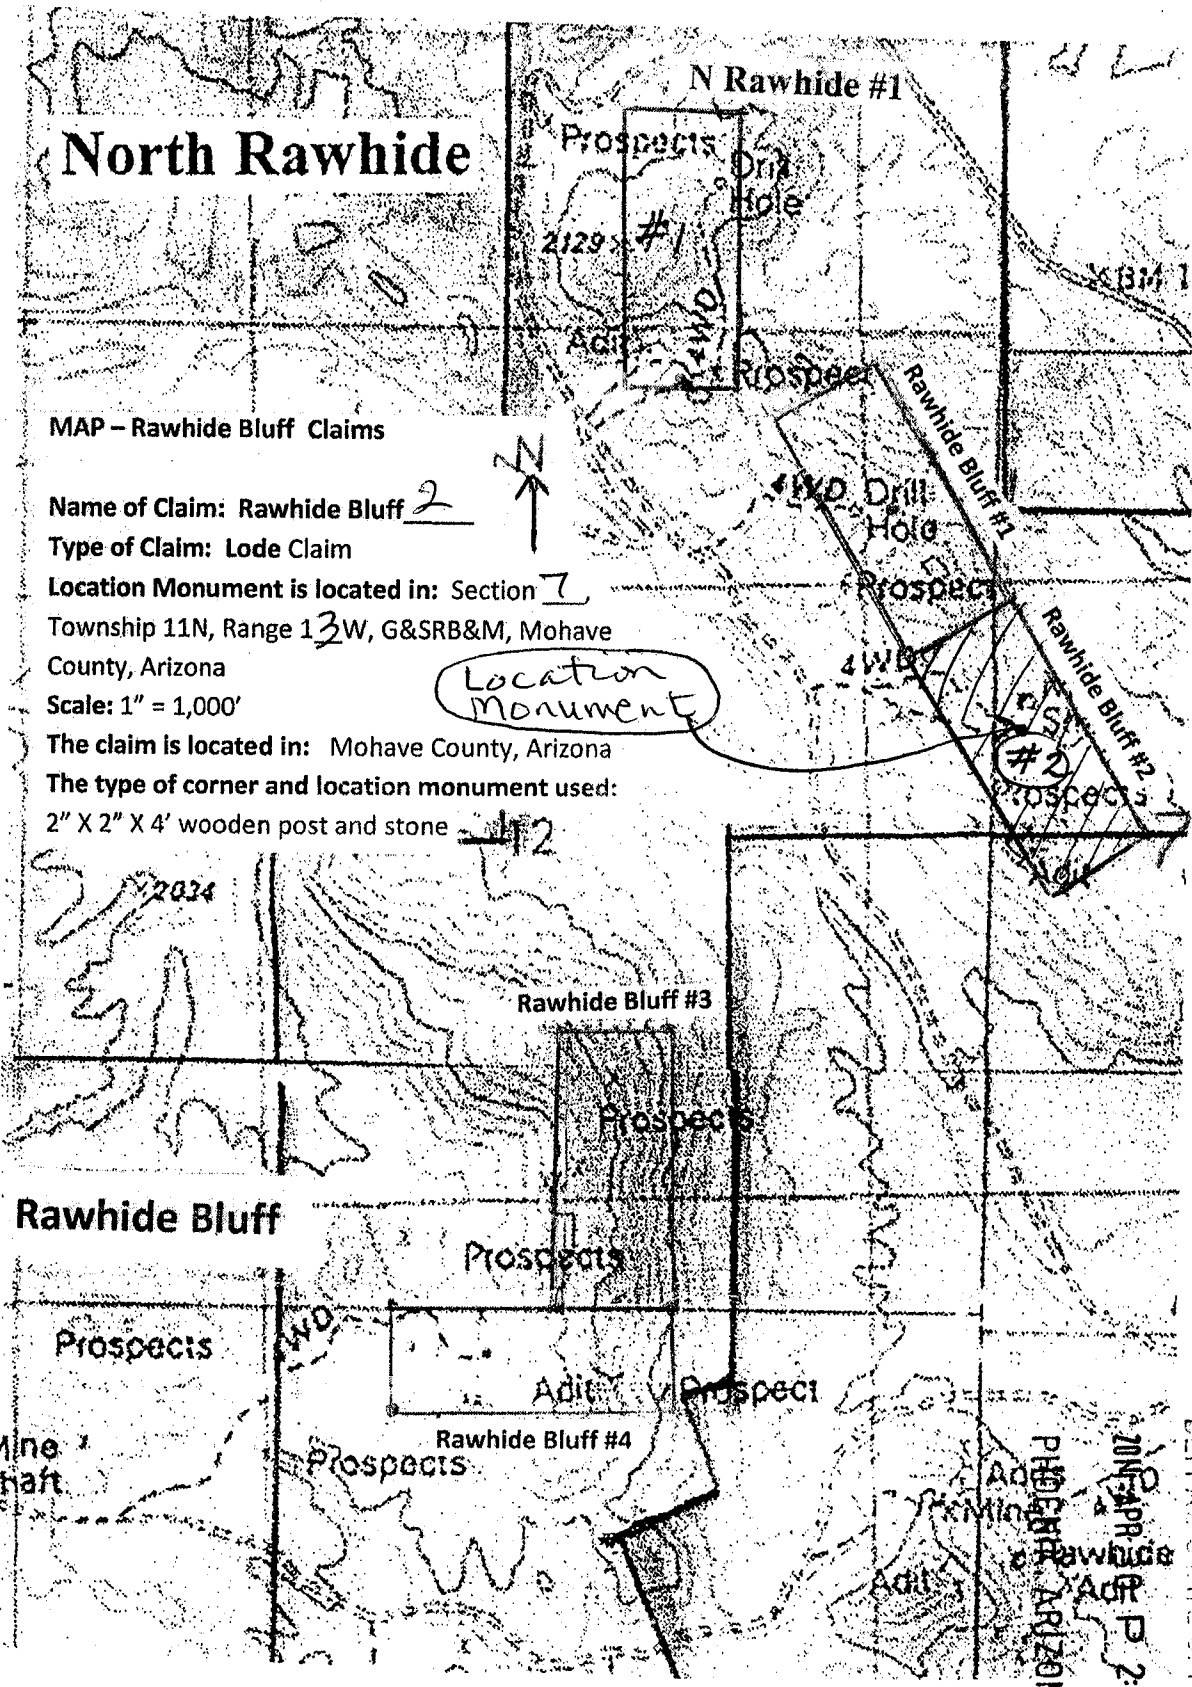 N Rawhide #1
North Rawhide
Prospects
Drill
Hole
2129
#1
4WD
XBM
Adit
Prospect
MAP – Rawhide Bluff Claims
N
Name of Claim: Rawhide Bluff 2
Type of Claim: Lode Claim
Location Monument is located in: Section 7,
Township 11N, Range 13W, G&SRB&M, Mohave
County, Arizona
Scale: 1" = 1,000'
The claim is located in: Mohave County, Arizona
The type of corner and location monument used:
2" X 2" X 4' wooden post and stone
Location
Monument
Rawhide Bluff #1
4WD
Drill
Hole
Prospect
4WD
Rawhide Bluff #2
#2
Prospects
12
2034
Rawhide Bluff #3
Prospects
Rawhide Bluff
Prospects
Prospects
4WD
Adit
Prospect
Rawhide Bluff #4
Prospects
Mine
Shaft
Adits
Mine
Rawhide
Adit
Adit